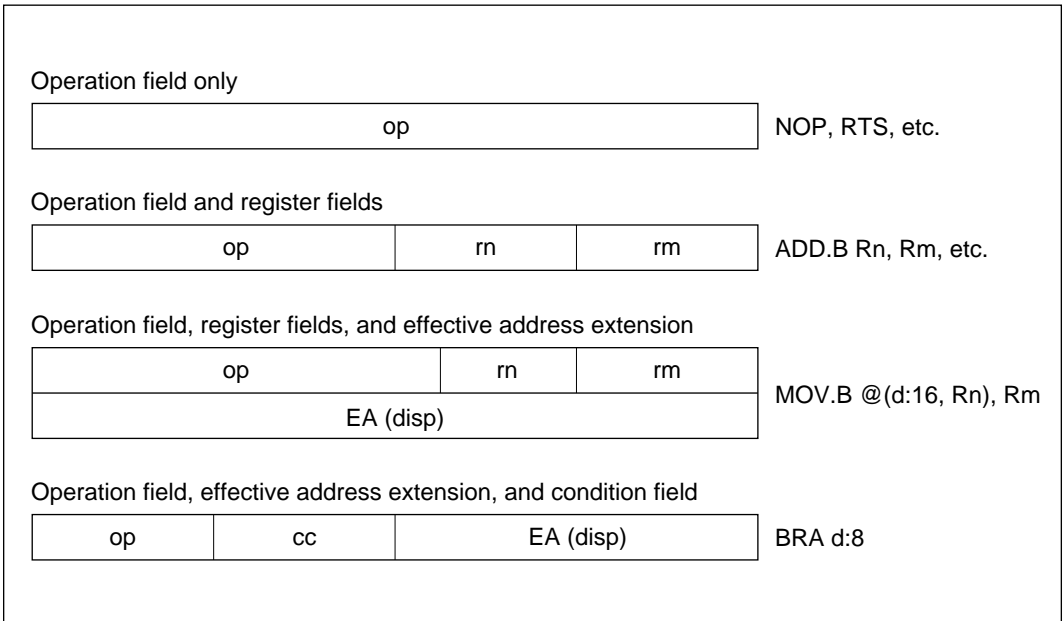 Operation field only
op
NOP, RTS, etc.
Operation field and register fields
op rn rm
ADD.B Rn, Rm, etc.
Operation field, register fields, and effective address extension
op rn rm
EA (disp)
MOV.B @(d:16, Rn), Rm
Operation field, effective address extension, and condition field
op cc EA (disp)
BRA d:8